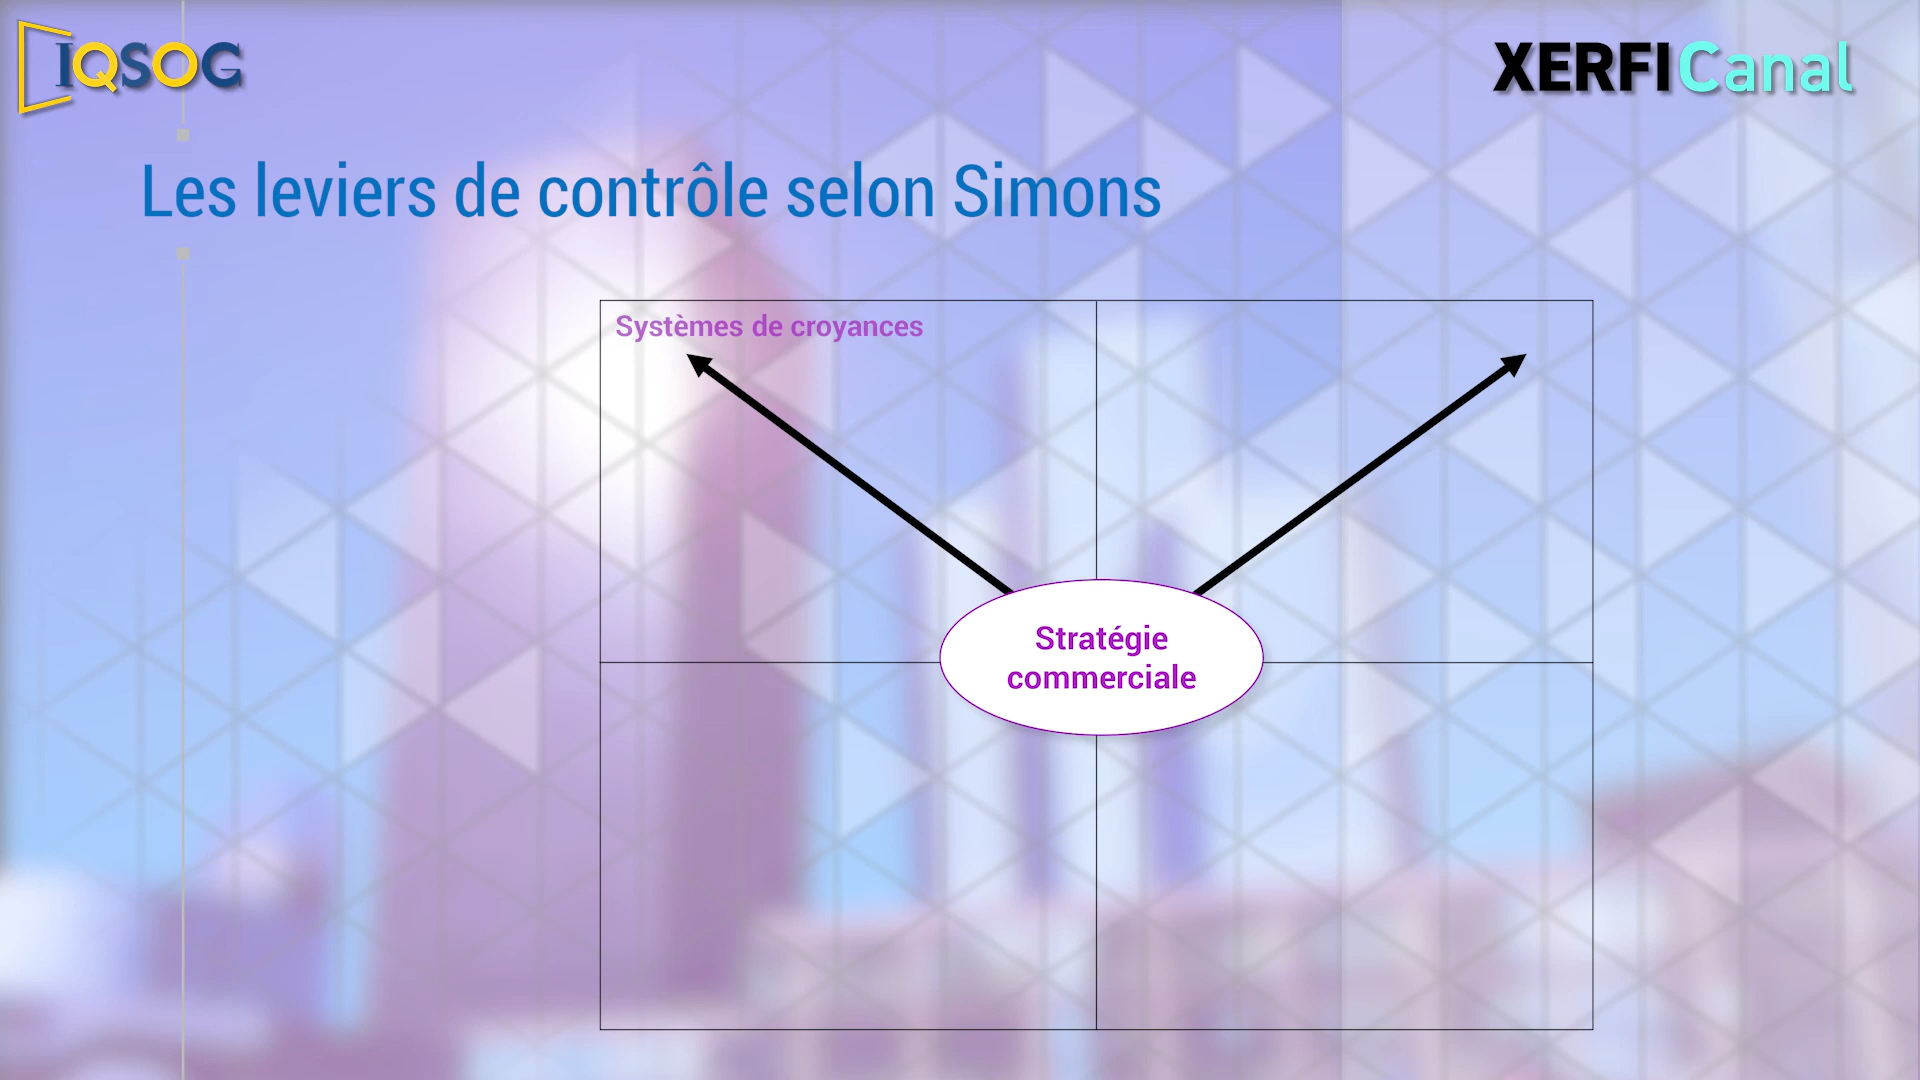 IQSOG
XERFI Canal
Les leviers de contrôle selon Simons
Systèmes de croyances
Stratégie
commerciale